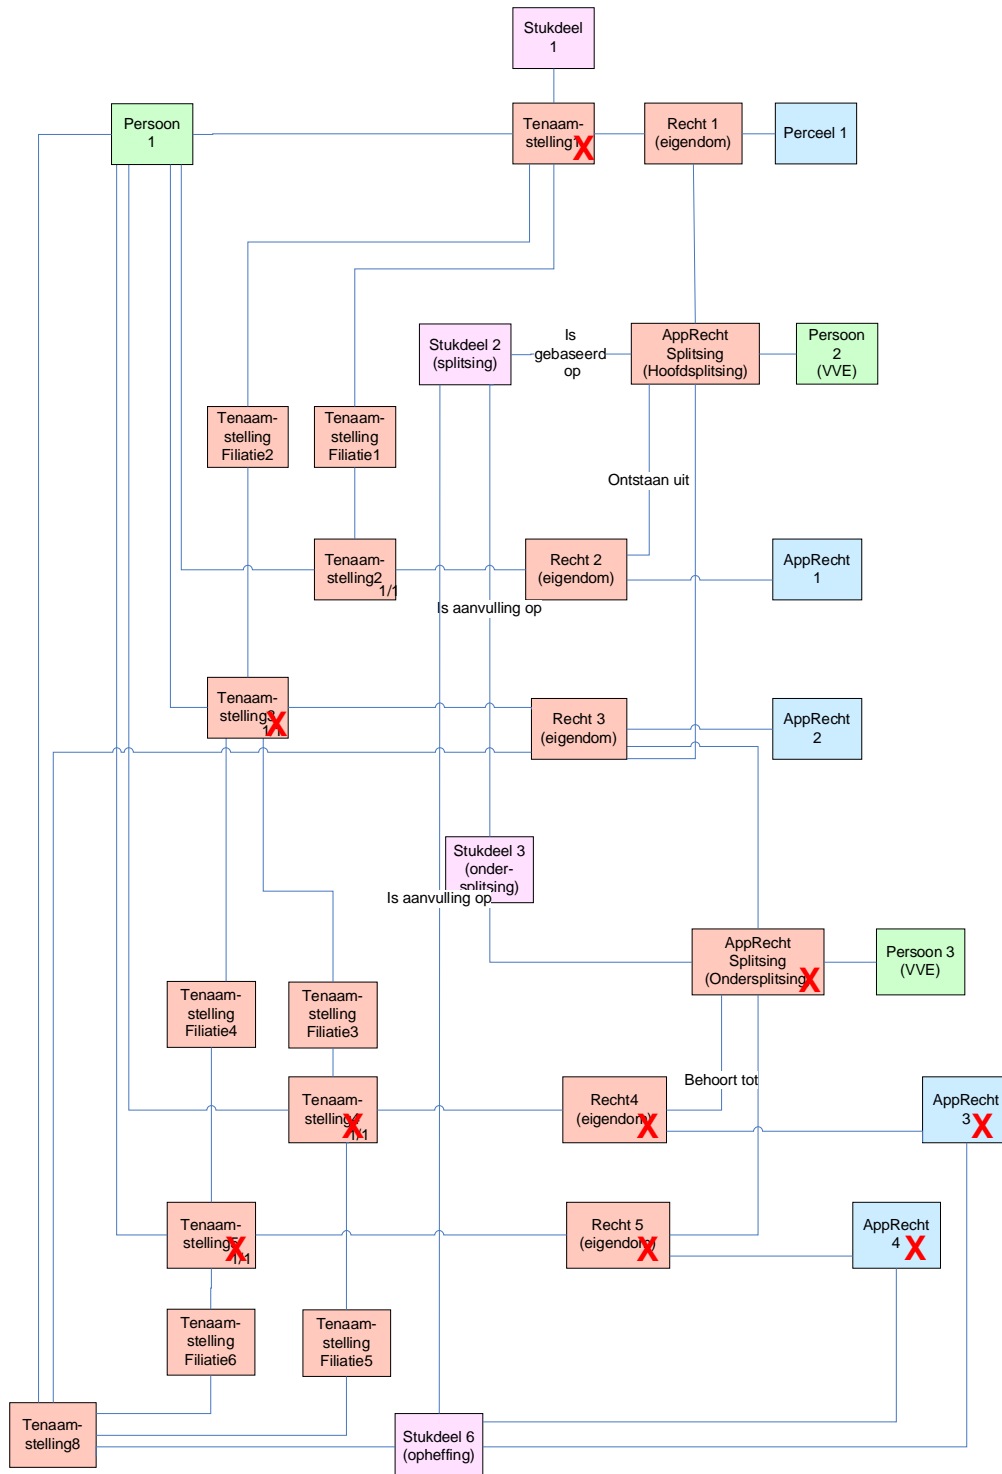 Stukdeel
1
Persoon
1
Tenaam-
stelling1
X
Recht 1
(eigendom)
Perceel 1
Stukdeel 2
(splitsing)
Is
gebaseerd
op
AppRecht
Splitsing
(Hoofdsplitsing)
Persoon
2
(VVE)
Tenaam-
stelling
Filiatie2
Tenaam-
stelling
Filiatie1
Ontstaan uit
Tenaam-
stelling2
1/1
Recht 2
(eigendom)
AppRecht
1
Is aanvulling op
Tenaam-
stelling3
1/1
X
Recht 3
(eigendom)
AppRecht
2
Stukdeel 3
(onder-
splitsing)
Is aanvulling op
AppRecht
Splitsing
(Ondersplitsing)
X
Persoon 3
(VVE)
Tenaam-
stelling
Filiatie4
Tenaam-
stelling
Filiatie3
Behoort tot
Tenaam-
stelling4
1/1
X
Recht4
(eigendom)
X
AppRecht
3
X
Tenaam-
stelling5
1/1
X
Recht 5
(eigendom)
X
AppRecht
4
X
Tenaam-
stelling
Filiatie6
Tenaam-
stelling
Filiatie5
Tenaam-
stelling8
Stukdeel 6
(opheffing)